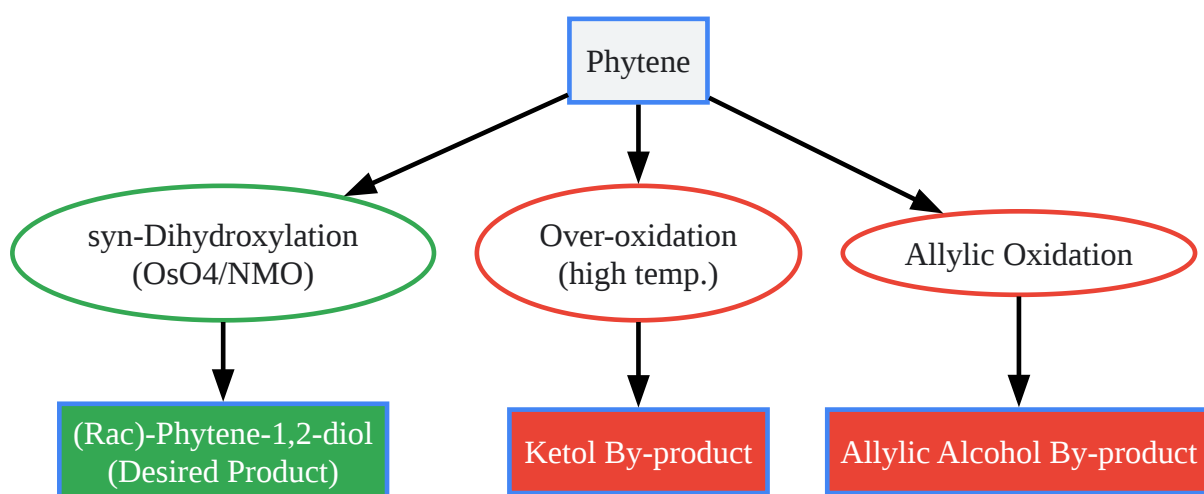 Phytene
syn-Dihydroxylation
(OsO4/NMO)
Over-oxidation
(high temp.)
Allylic Oxidation
(Rac)-Phytene-1,2-diol
(Desired Product)
Ketol By-product
Allylic Alcohol By-product